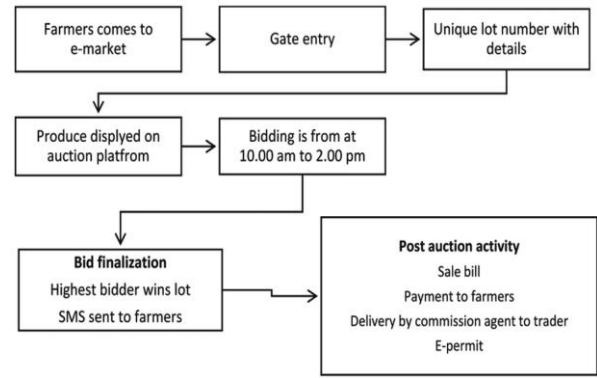 Farmers comes to
e-market
Gate entry
Unique lot number with
details
Produce displyed on
auction platfrom
Bidding is from at
10.00 am to 2.00 pm
Bid finalization
Highest bidder wins lot
SMS sent to farmers
Post auction activity
Sale bill
Payment to farmers
Delivery by commission agent to trader
E-permit